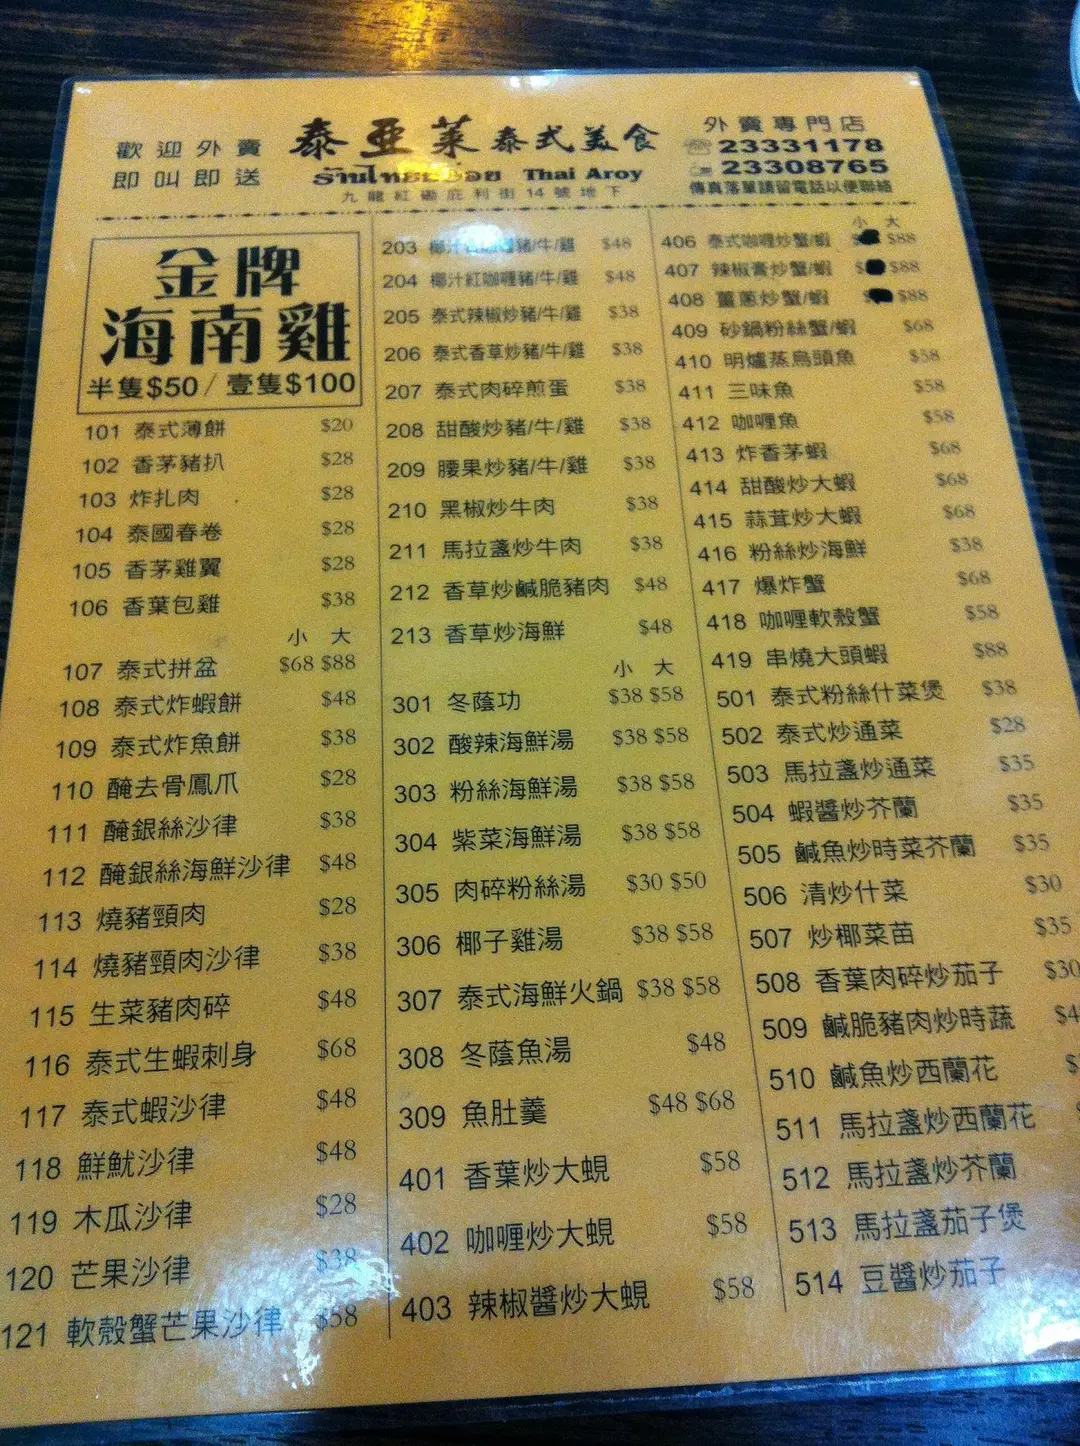 歡迎外賣
即叫即送
泰亞菜泰式美食
Thai Aroy
九龍紅磡庇利街14號地下
外賣專門店
23331178
23308765
傳真落單請留電話以便聯絡
金牌
海南雞
半隻$50/壹隻$100
101 泰式薄餅 $20
102 香茅豬扒 $28
103 炸扎肉 $28
104 泰國春卷 $28
105 香茅雞翼 $28
106 香葉包雞 $38
小 大
107 泰式拼盆 $68 $88
108 泰式炸蝦餅 $48
109 泰式炸魚餅 $38
110 醃去骨鳳爪 $28
111 醃銀絲沙律 $38
112 醃銀絲海鮮沙律 $48
113 燒豬頸肉 $28
114 燒豬頸肉沙律 $38
115 生菜豬肉碎 $48
116 泰式生蝦刺身 $68
117 泰式蝦沙律 $48
118 鮮魷沙律 $48
119 木瓜沙律 $28
120 芒果沙律 $38
121 軟殼蟹芒果沙律 $58
203 椰汁豬/牛/雞 $48
204 椰汁紅咖喱豬/牛/雞 $48
205 泰式辣椒炒豬/牛/雞 $38
206 泰式香草炒豬/牛/雞 $38
207 泰式肉碎煎蛋 $38
208 甜酸炒豬/牛/雞 $38
209 腰果炒豬/牛/雞 $38
210 黑椒炒牛肉 $38
211 馬拉盞炒牛肉 $38
212 香草炒鹹脆豬肉 $48
213 香草炒海鮮 $48
小 大
301 冬蔭功 $38 $58
302 酸辣海鮮湯 $38 $58
303 粉絲海鮮湯 $38 $58
304 紫菜海鮮湯 $38 $58
305 肉碎粉絲湯 $30 $50
306 椰子雞湯 $38 $58
307 泰式海鮮火鍋 $38 $58
308 冬蔭魚湯 $48
309 魚肚羹 $48 $68
401 香葉炒大蜆 $58
402 咖喱炒大蜆 $58
403 辣椒醬炒大蜆 $58
小 大
406 泰式咖喱炒蟹/蝦 $88
407 辣椒膏炒蟹/蝦 $ $88
408 薑蔥炒蟹/蝦 $88
409 砂鍋粉絲蟹/蝦 $68
410 明爐蒸烏頭魚 $58
411 三味魚 $58
412 咖喱魚 $58
413 炸香茅蝦 $68
414 甜酸炒大蝦 $68
415 蒜茸炒大蝦 $68
416 粉絲炒海鮮 $38
417 爆炸蟹 $68
418 咖喱軟殼蟹 $58
419 串燒大頭蝦 $88
501 泰式粉絲什菜煲 $38
502 泰式炒通菜 $28
503 馬拉盞炒通菜 $35
504 蝦醬炒芥蘭 $35
505 鹹魚炒時菜芥蘭 $35
506 清炒什菜 $30
507 炒椰菜苗 $35
508 香葉肉碎炒茄子 $30
509 鹹脆豬肉炒時蔬 $4
510 鹹魚炒西蘭花 $
511 馬拉盞炒西蘭花
512 馬拉盞炒芥蘭
513 馬拉盞茄子煲
514 豆醬炒茄子